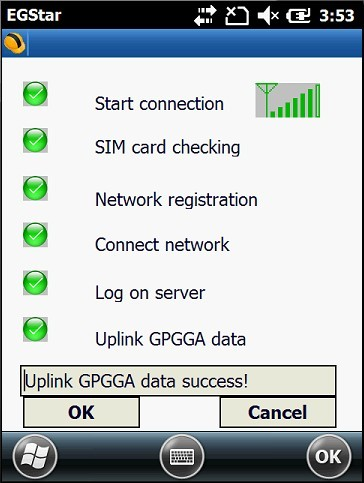 EGStar 3:53
Start connection
SIM card checking
Network registration
Connect network
Log on server
Uplink GPGGA data
Uplink GPGGA data success!
OK Cancel
OK